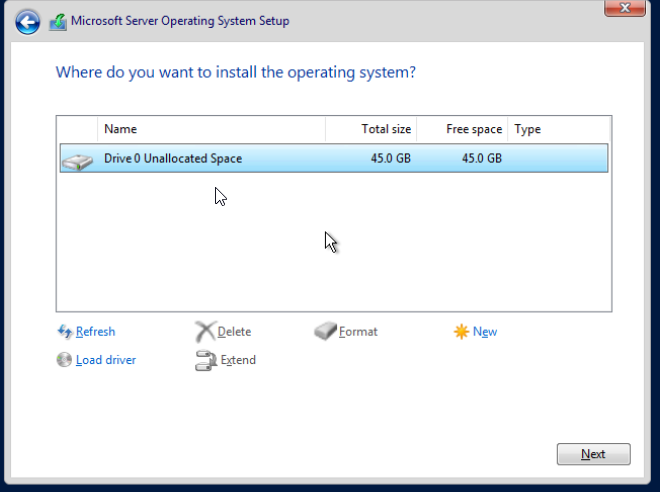 Microsoft Server Operating System Setup
Where do you want to install the operating system?
Name Total size Free space Type
Drive 0 Unallocated Space 45.0 GB 45.0 GB
Refresh Delete Format New
Load driver Extend
Next